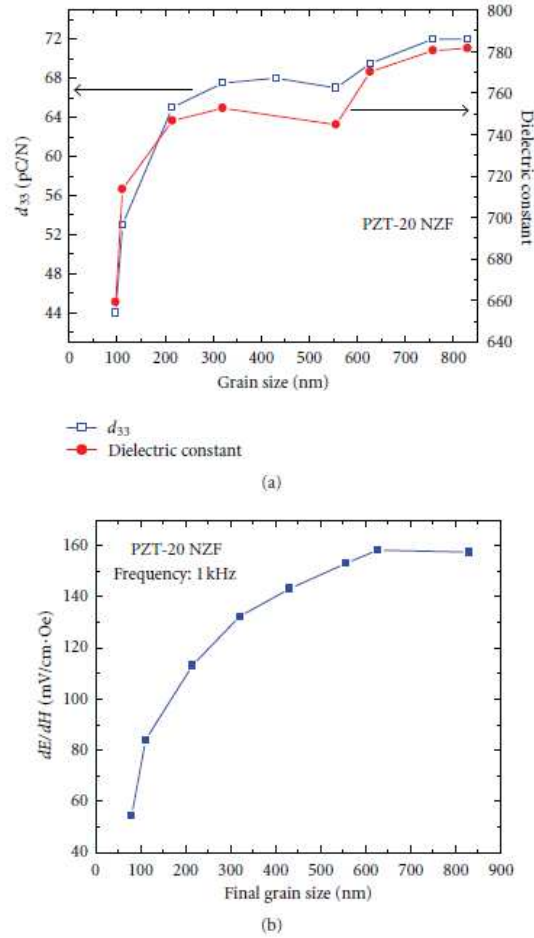 72
68
64
60
56
52
48
44
d33 (pC/N)
800
780
760
740
720
700
680
660
640
Dielectric constant
PZT-20 NZF
0 100 200 300 400 500 600 700 800
Grain size (nm)
d33
Dielectric constant
(a)
160
140
120
100
80
60
40
dE/dH (mV/cm·Oe)
PZT-20 NZF
Frequency: 1 kHz
0 100 200 300 400 500 600 700 800 900
Final grain size (nm)
(b)